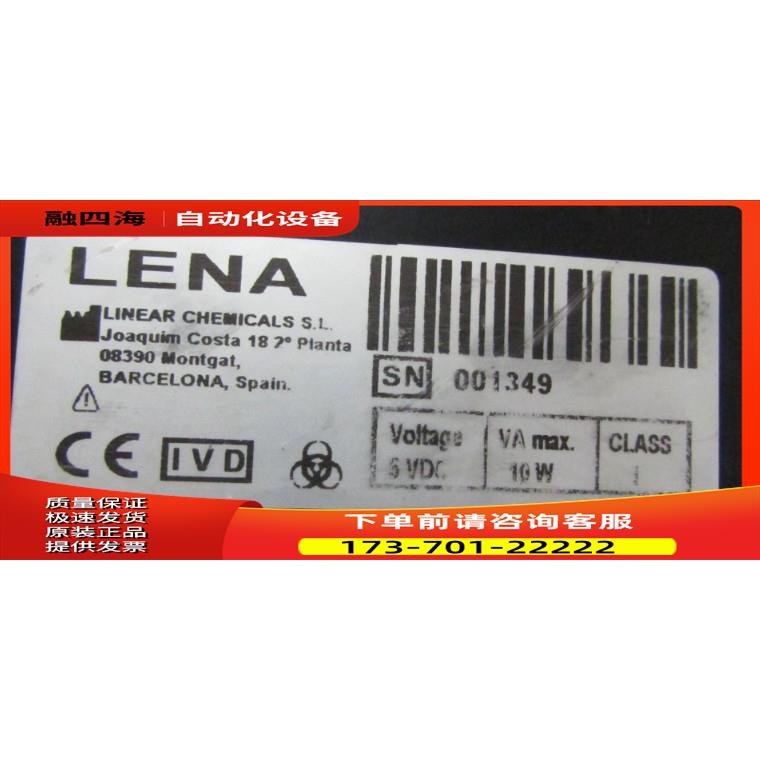 融四海 自动化设备
LENA
LINEAR CHEMICALS S.L.
Joaquim Costa 18 2º Planta
08390 Montgat,
BARCELONA, Spain.
SN 001349
CE IVD
Voltage VA max. CLASS
VDC 10 W
质量保证
极速发货
原装正品
提供发票
下单前请咨询客服
173-701-22222